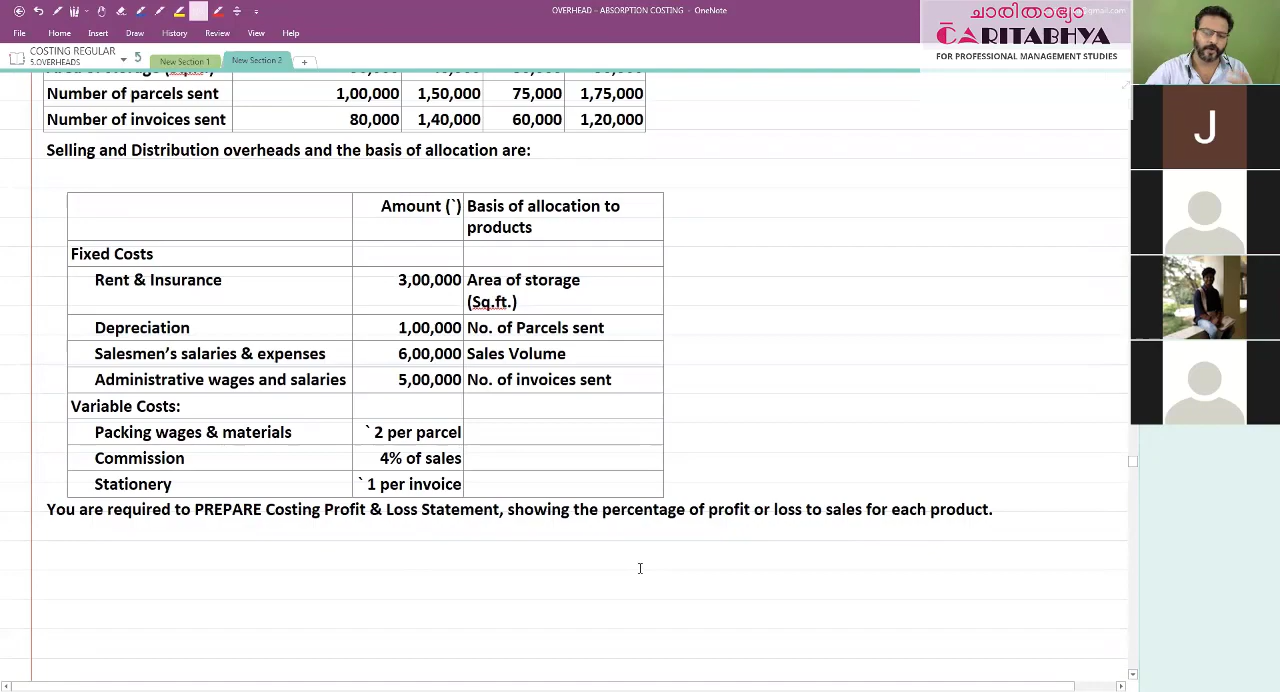 OVERHEAD – ABSORPTION COSTING - OneNote
@gmail.com
ചാരിതാഭ്യാ
CARITABHYA
FOR PROFESSIONAL MANAGEMENT STUDIES
File Home Insert Draw History Review View Help
COSTING REGULAR
5.OVERHEADS
5
New Section 1 New Section 2 +
Number of parcels sent 1,00,000 1,50,000 75,000 1,75,000
Number of invoices sent 80,000 1,40,000 60,000 1,20,000
Selling and Distribution overheads and the basis of allocation are:
Amount (`) Basis of allocation to
products
Fixed Costs
Rent & Insurance 3,00,000 Area of storage
(Sq.ft.)
Depreciation 1,00,000 No. of Parcels sent
Salesmen’s salaries & expenses 6,00,000 Sales Volume
Administrative wages and salaries 5,00,000 No. of invoices sent
Variable Costs:
Packing wages & materials ` 2 per parcel
Commission 4% of sales
Stationery ` 1 per invoice
You are required to PREPARE Costing Profit & Loss Statement, showing the percentage of profit or loss to sales for each product.
J